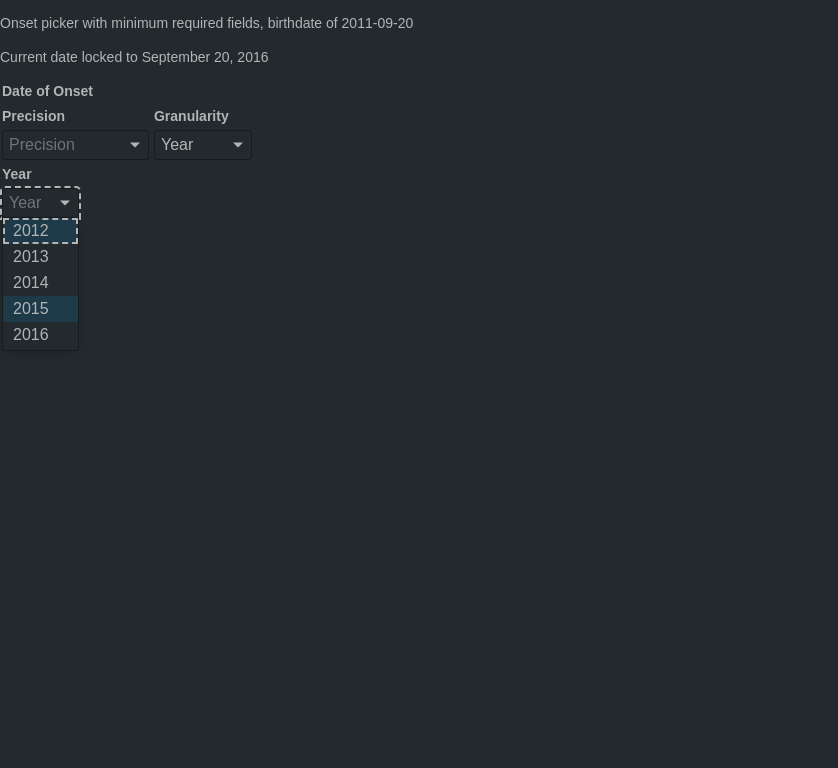 Onset picker with minimum required fields, birthdate of 2011-09-20
Current date locked to September 20, 2016
Date of Onset
Precision Granularity
Precision Year
Year
Year
2012
2013
2014
2015
2016